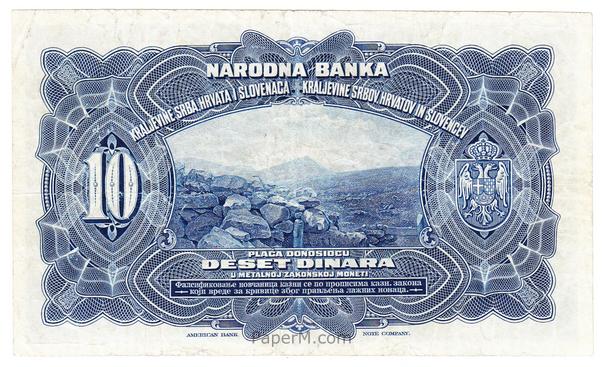 NARODNA BANKA
KRALJEVINE SRBA, HRVATA I SLOVENACA + KRALJEVINE SRBOV, HRVATOV IN SLOVENCEV
10
PLAĆA DONOSIOCU
DESET DINARA
U METALNOJ ZAKONSKOJ MONETI
Фалсификовање новчаница казни се по прописима казн. закона
који вреде за кривице због прављења лажних новаца.
AMERICAN BANK NOTE COMPANY.
PaperM.com